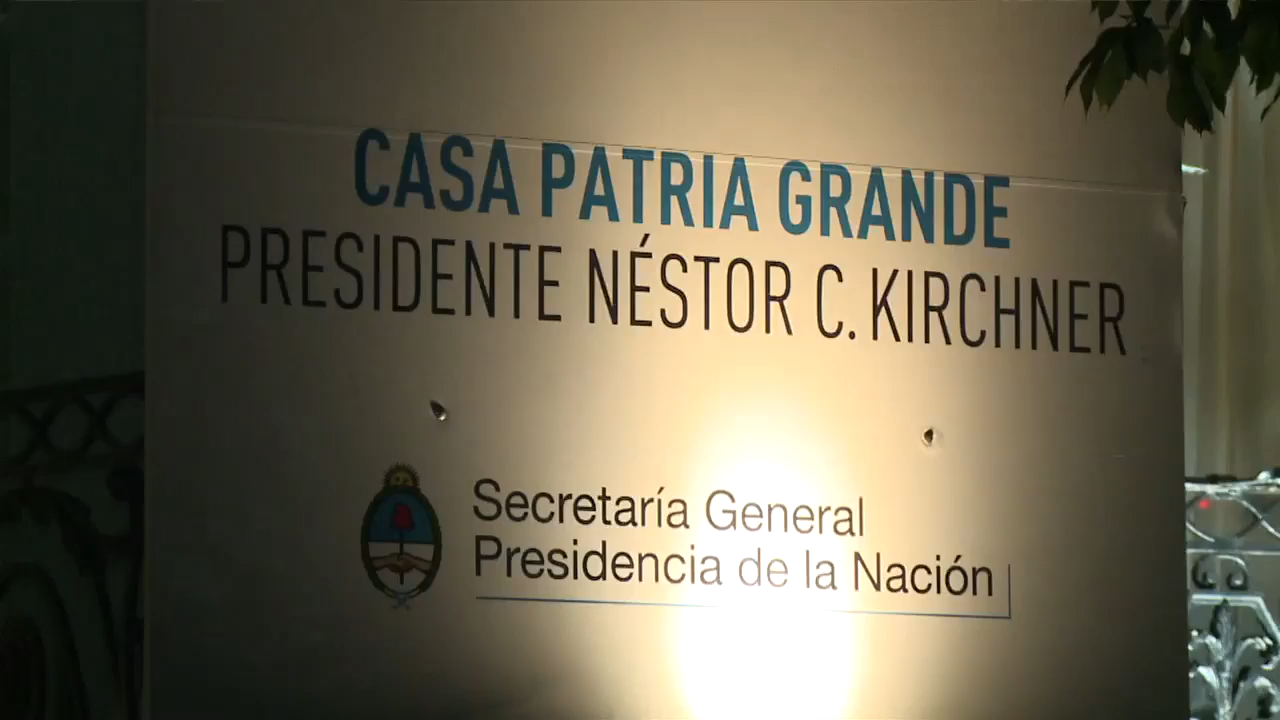 CASA PATRIA GRANDE
PRESIDENTE NÉSTOR C. KIRCHNER
Secretaría General
Presidencia de la Nación